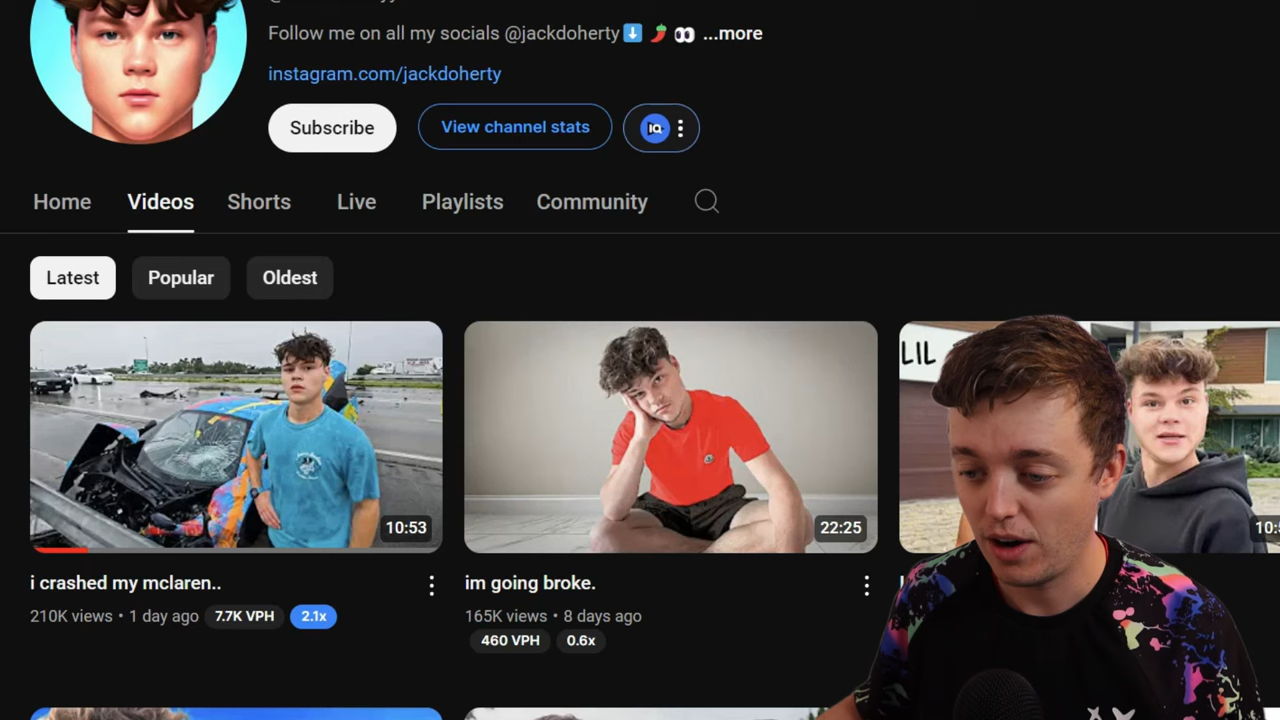 Follow me on all my socials @jackdoherty⬇️ 🌶️ 👀 ...more
instagram.com/jackdoherty
Subscribe
View channel stats
IQ
Home
Videos
Shorts
Live
Playlists
Community
Latest
Popular
Oldest
10:53
22:25
LIL
i crashed my mclaren..
im going broke.
210K views • 1 day ago
7.7K VPH
2.1x
165K views • 8 days ago
460 VPH
0.6x